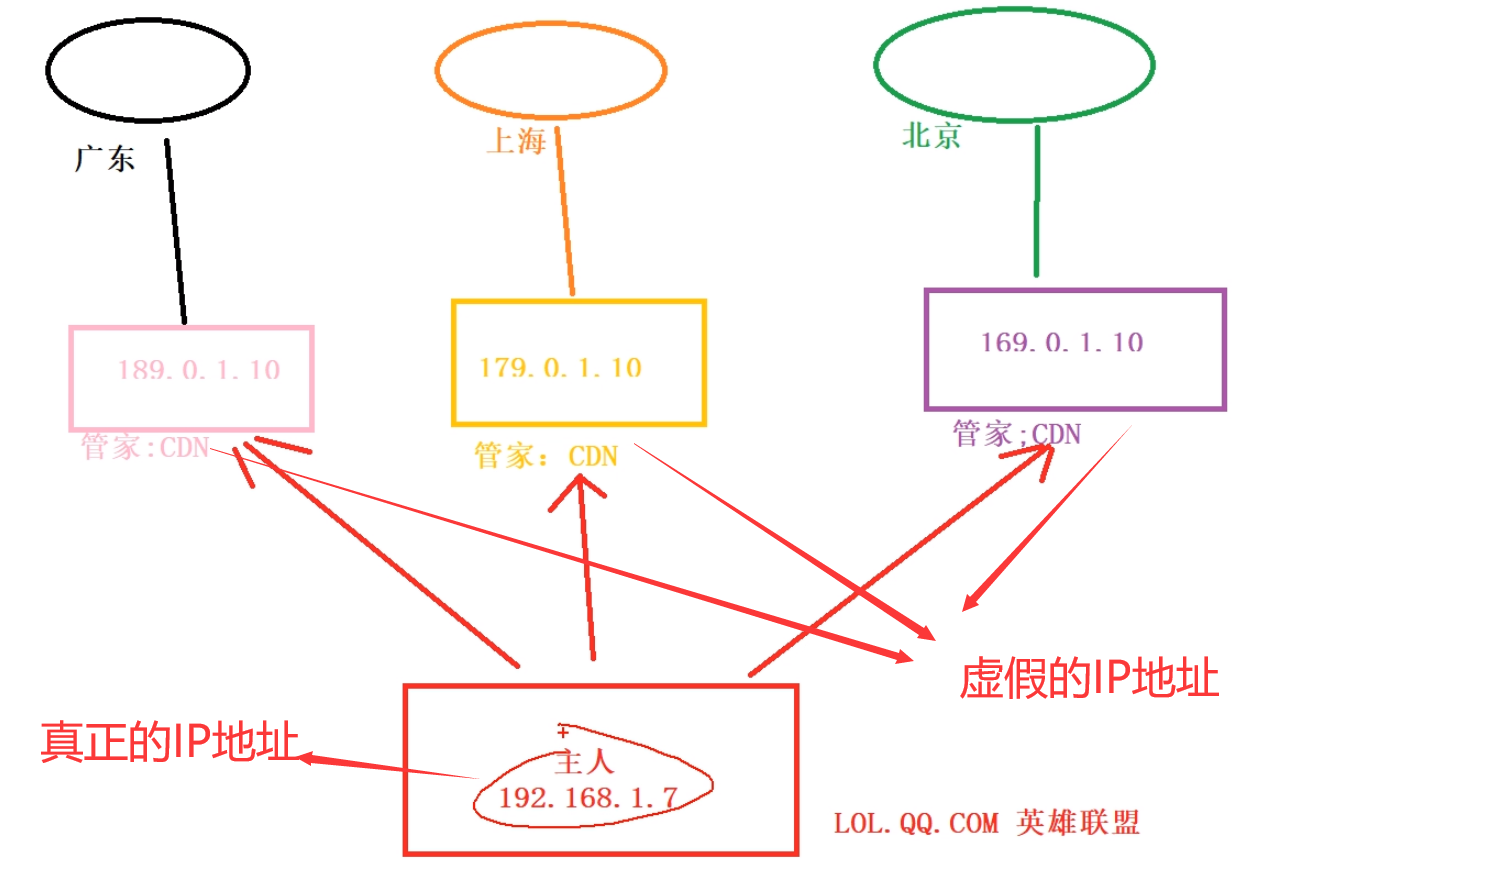 广东
上海
北京
189.0.1.10
179.0.1.10
169.0.1.10
管家:CDN
管家：CDN
管家;CDN
虚假的IP地址
真正的IP地址
主人
192.168.1.7
LOL.QQ.COM 英雄联盟